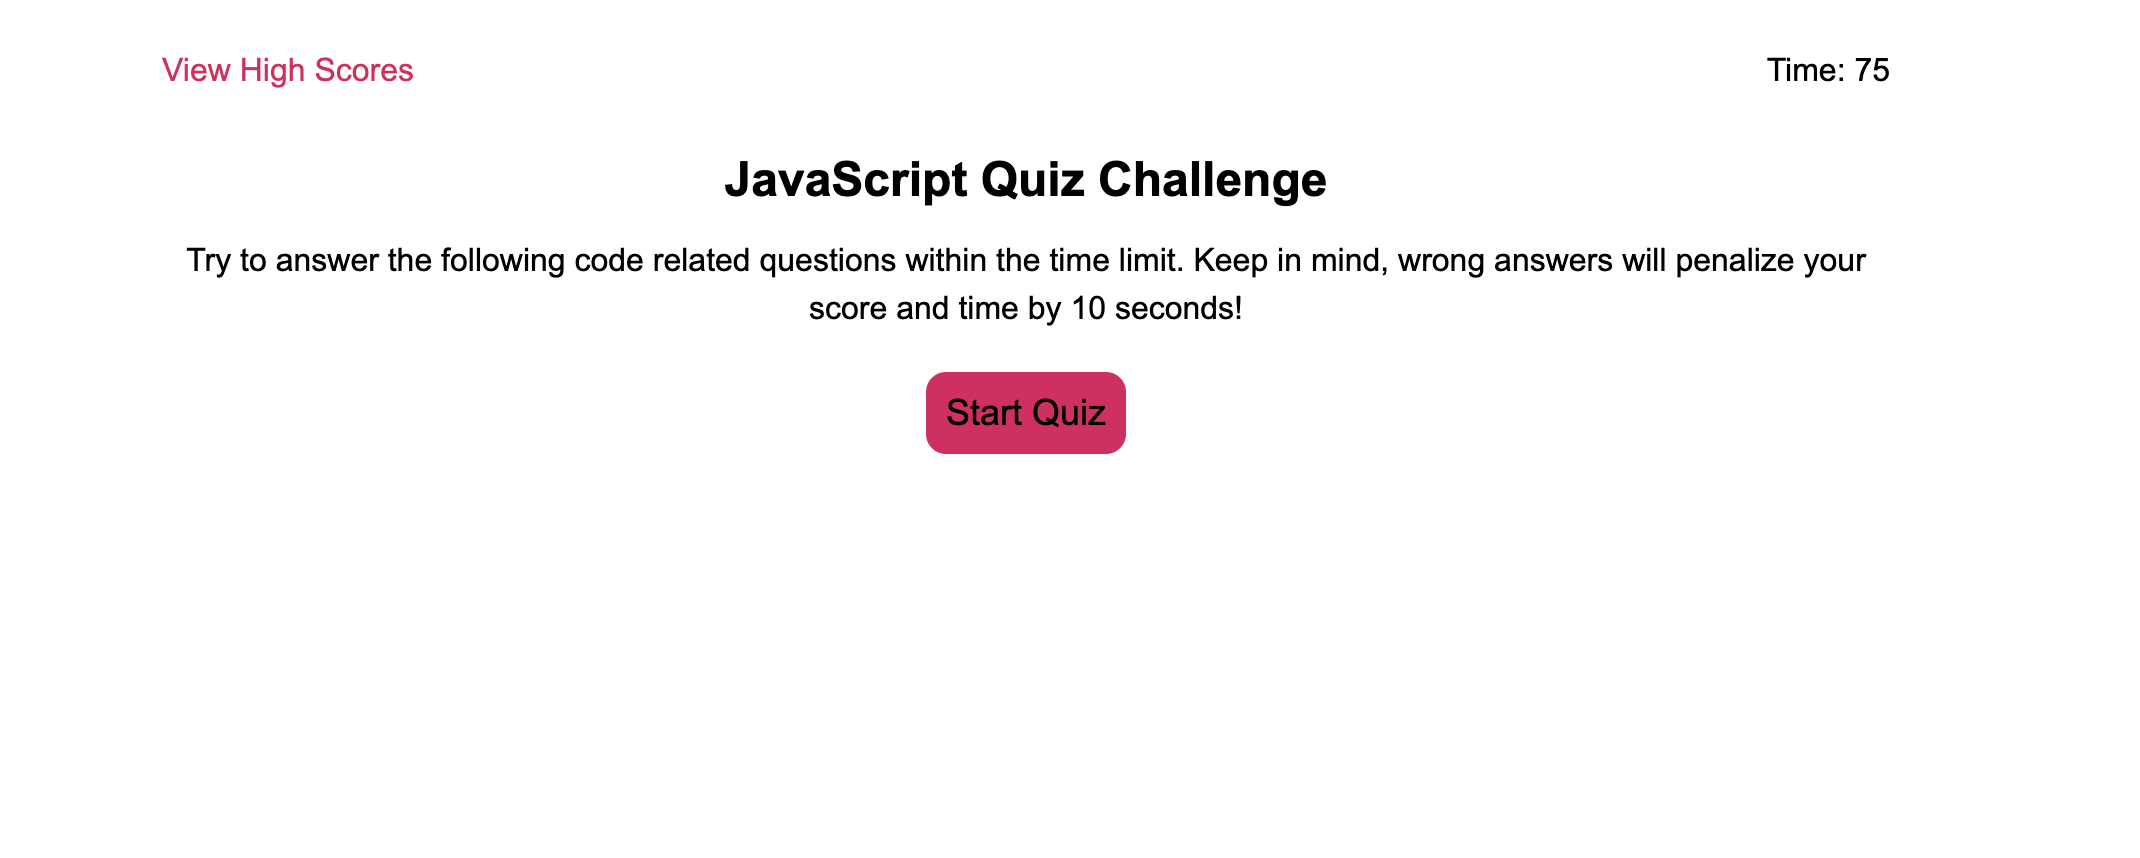 View High Scores
Time: 75
JavaScript Quiz Challenge
Try to answer the following code related questions within the time limit. Keep in mind, wrong answers will penalize your
score and time by 10 seconds!
Start Quiz